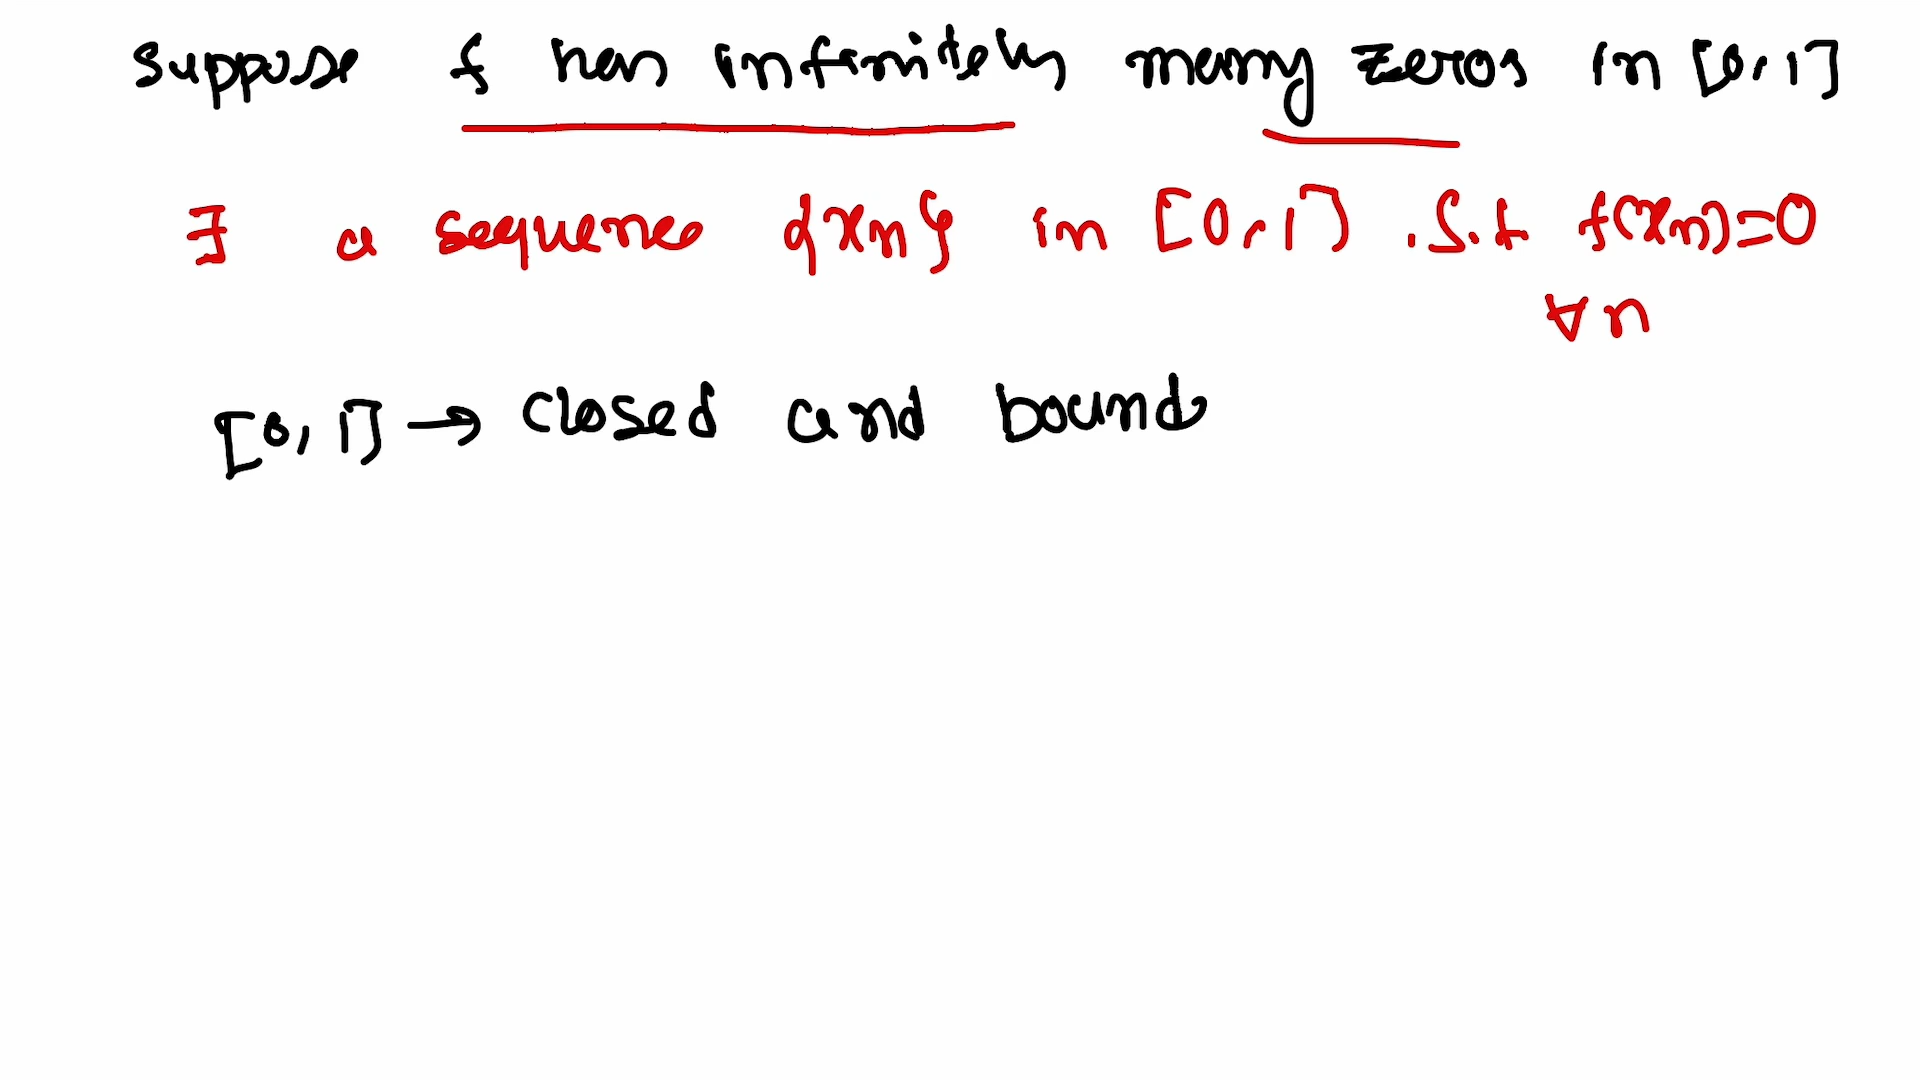 suppose f has infinitely many zeros in [0,1]
∃ a sequence {xn} in [0,1] . S.t f(xn)=0
∀ n
[0, 1] → closed and bound